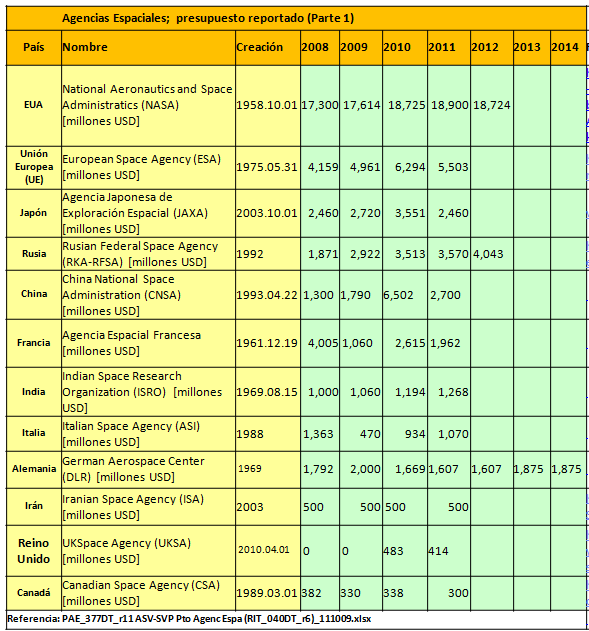 Agencias Espaciales; presupuesto reportado (Parte 1)
País Nombre Creación 2008 2009 2010 2011 2012 2013 2014
EUA National Aeronautics and Space
Administratics (NASA)
[millones USD] 1958.10.01 17,300 17,614 18,725 18,900 18,724
Unión
Europea
(UE) European Space Agency (ESA)
[millones USD] 1975.05.31 4,159 4,961 6,294 5,503
Japón Agencia Japonesa de
Exploración Espacial (JAXA)
[millones USD] 2003.10.01 2,460 2,720 3,551 2,460
Rusia Rusian Federal Space Agency
(RKA-RFSA) [millones USD] 1992 1,871 2,922 3,513 3,570 4,043
China China National Space
Administration (CNSA)
[millones USD] 1993.04.22 1,300 1,790 6,502 2,700
Francia Agencia Espacial Francesa
[millones USD] 1961.12.19 4,005 1,060 2,615 1,962
India Indian Space Research
Organization (ISRO) [millones
USD] 1969.08.15 1,000 1,060 1,194 1,268
Italia Italian Space Agency (ASI)
[millones USD] 1988 1,363 470 934 1,070
Alemania German Aerospace Center
(DLR) [millones USD] 1969 1,792 2,000 1,669 1,607 1,607 1,875 1,875
Irán Iranian Space Agency (ISA)
[millones USD] 2003 500 500 500 500
Reino
Unido UKSpace Agency (UKSA)
[millones USD] 2010.04.01 0 0 483 414
Canadá Canadian Space Agency (CSA)
[millones USD] 1989.03.01 382 330 338 300
Referencia: PAE_377DT_r11 ASV-SVP Pto Agenc Espa (RIT_040DT_r6)_111009.xlsx